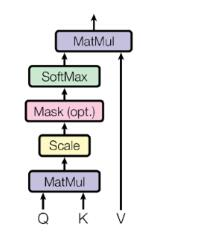 MatMul
SoftMax
Mask (opt.)
Scale
MatMul
Q K V